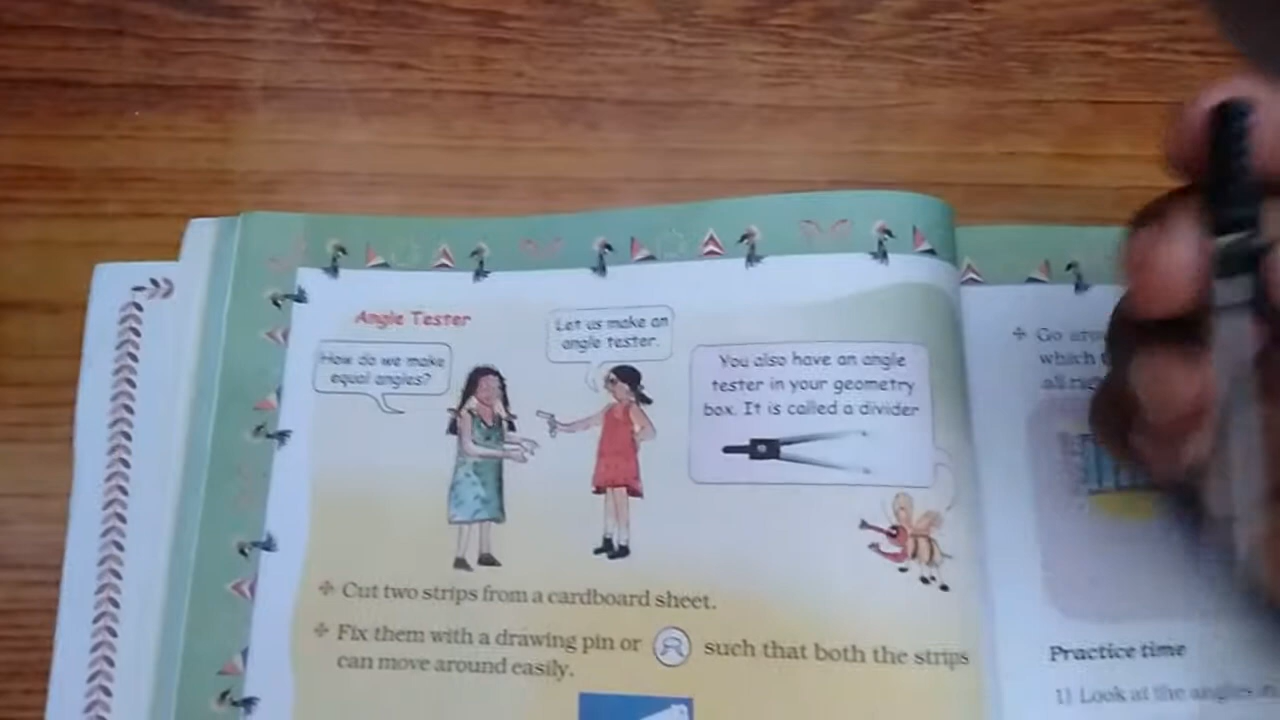 Angle Tester
How do we make
equal angles?
Let us make an
angle tester.
You also have an angle
tester in your geometry
box. It is called a divider
✤ Cut two strips from a cardboard sheet.
✤ Fix them with a drawing pin or such that both the strips
can move around easily.
✤ Go
which
all
Practice time
1) Look at the angles